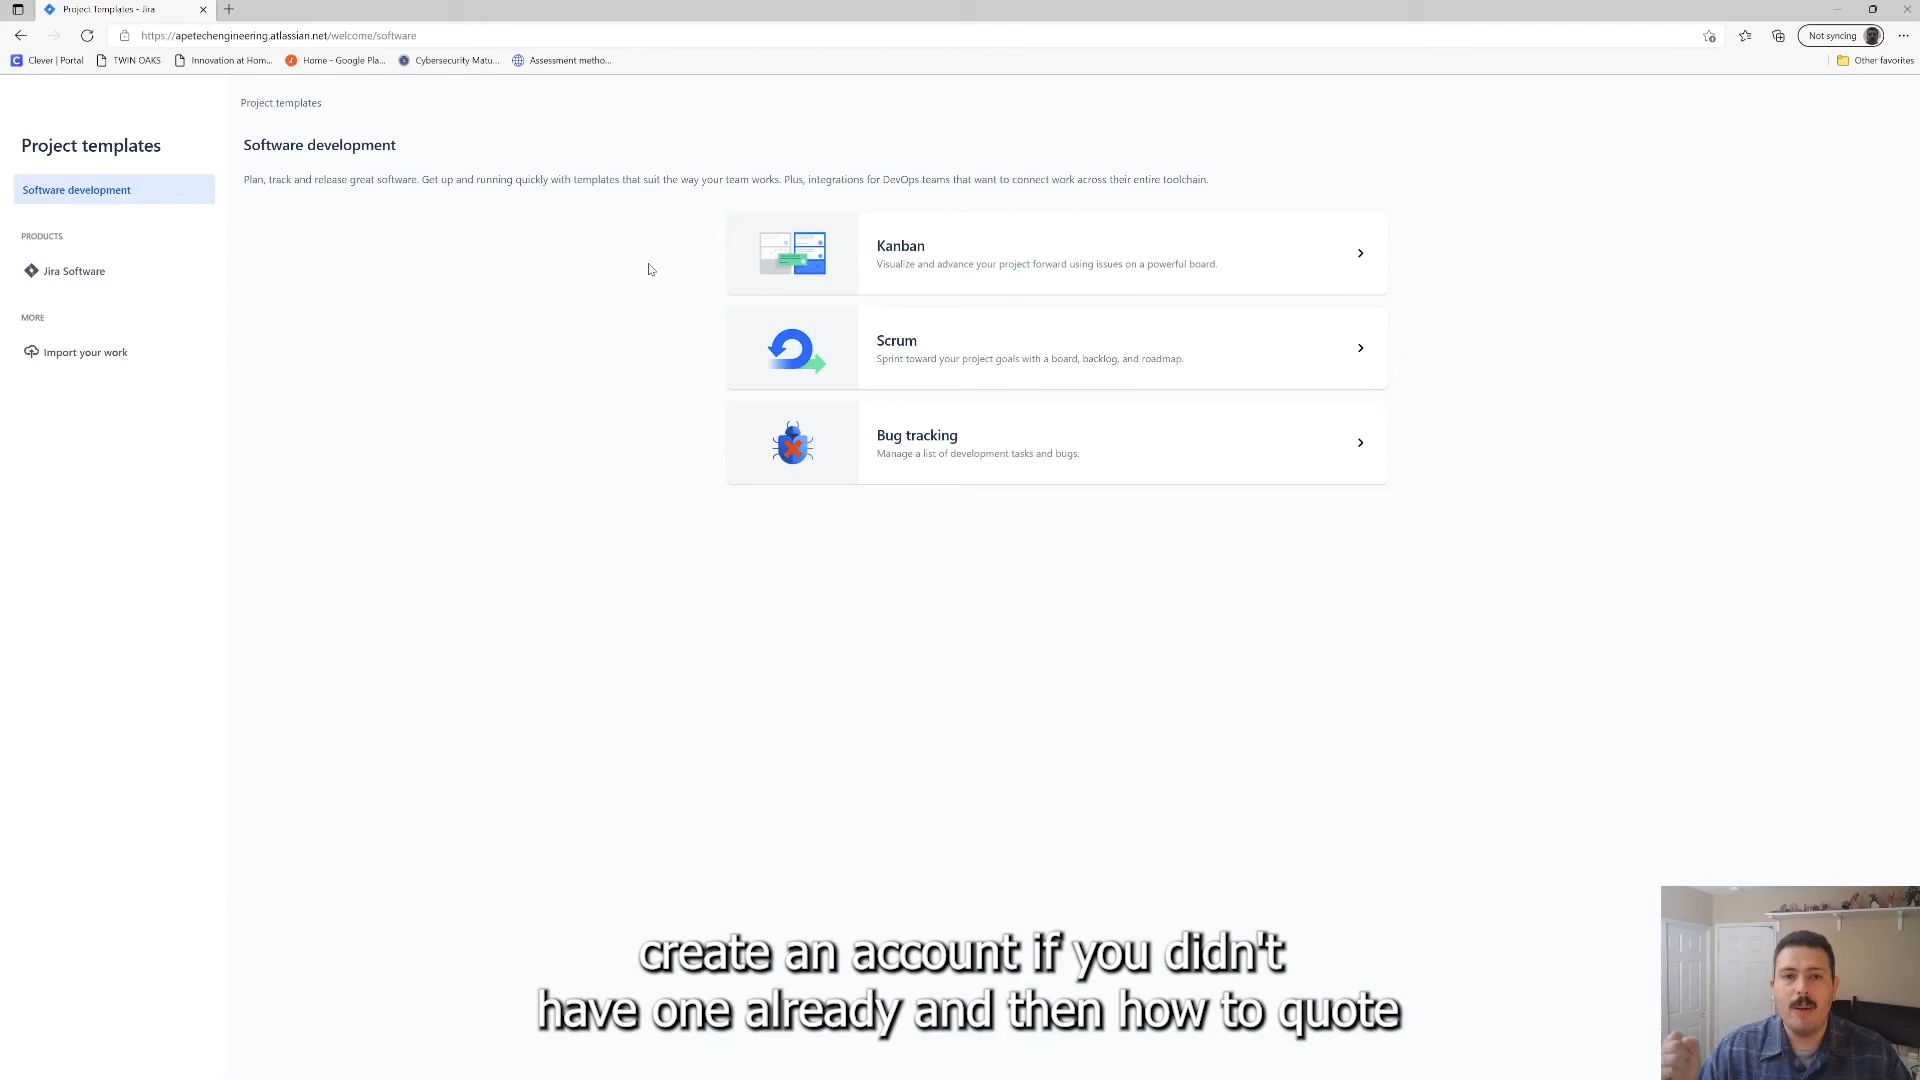 Project Templates - Jira
https://apetechengineering.atlassian.net/welcome/software
Not syncing
Clever | Portal
TWIN OAKS
Innovation at Hom...
Home - Google Pla...
Cybersecurity Matu...
Assessment metho...
Other favorites
Project templates
Project templates
Software development
Software development
Plan, track and release great software. Get up and running quickly with templates that suit the way your team works. Plus, integrations for DevOps teams that want to connect work across their entire toolchain.
PRODUCTS
Jira Software
MORE
Import your work
Kanban
Visualize and advance your project forward using issues on a powerful board.
Scrum
Sprint toward your project goals with a board, backlog, and roadmap.
Bug tracking
Manage a list of development tasks and bugs.
create an account if you didn't
have one already and then how to quote